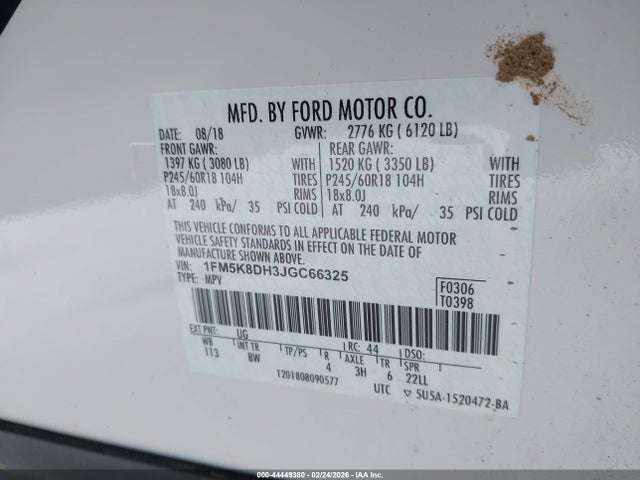 MFD. BY FORD MOTOR CO.
DATE: 08/18 GVWR: 2776 KG ( 6120 LB)
FRONT GAWR: REAR GAWR:
1397 KG ( 3080 LB) WITH 1520 KG ( 3350 LB) WITH
P245/60R18 104H TIRES P245/60R18 104H TIRES
18x8.0J RIMS 18x8.0J RIMS
AT 240 kPa/ 35 PSI COLD AT 240 kPa/ 35 PSI COLD
THIS VEHICLE CONFORMS TO ALL APPLICABLE FEDERAL MOTOR
VEHICLE SAFETY STANDARDS IN EFFECT ON THE DATE OF
MANUFACTURE SHOWN ABOVE.
VIN: 1FM5K8DH3JGC66325 F0306
TYPE: MPV T0398
EXT PNT: UG RC: 44 DSO:
WB INT TR TP/PS R AXLE TR SPR
113 BW 4 3H 6 22LL
1201808090577 UTC ▽ 5U5A-1520472-BA
000-44449380 - 02/24/2026 - IAA Inc.